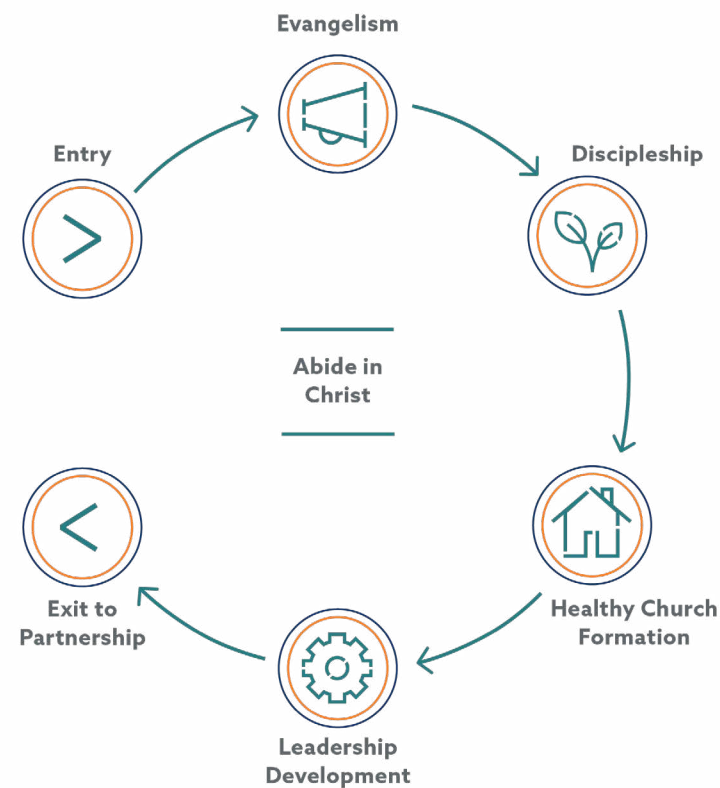 Evangelism
Entry
Discipleship
Abide in
Christ
Healthy Church
Formation
Exit to
Partnership
Leadership
Development